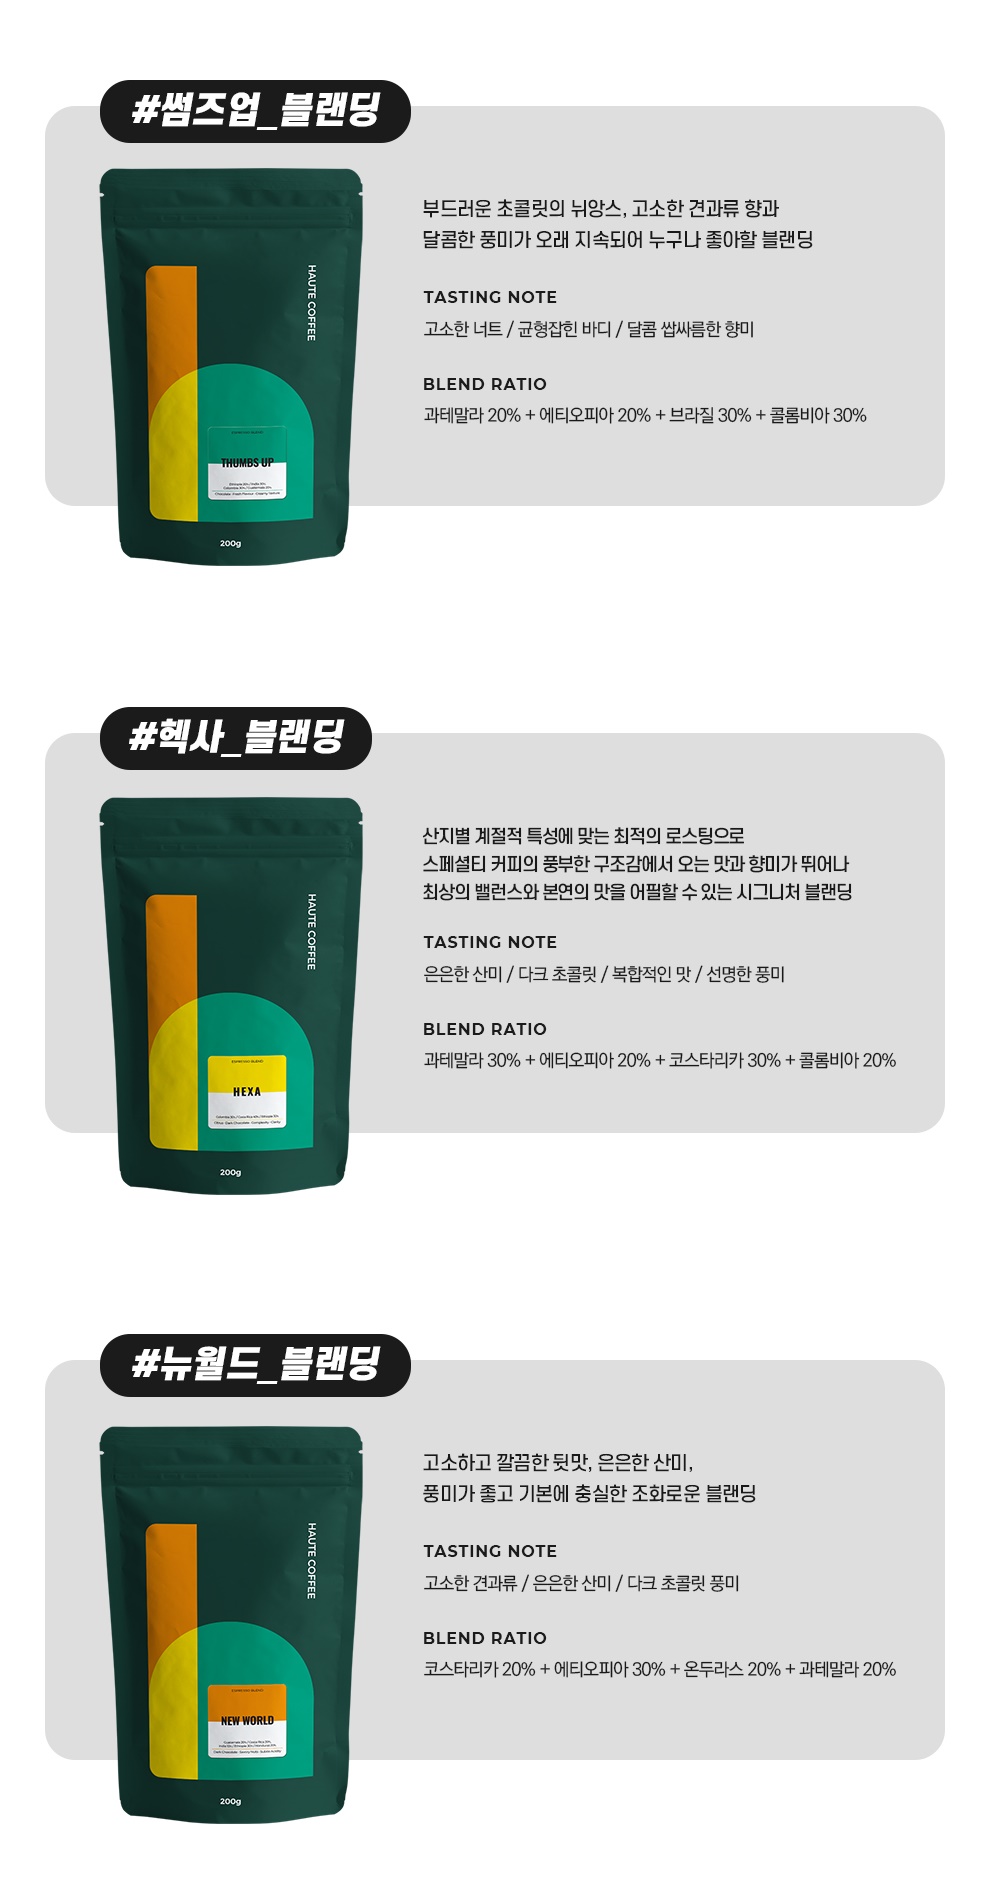 #썸즈업_블랜딩
HAUTE COFFEE
THUMBS UP
200g
부드러운 초콜릿의 뉘앙스, 고소한 견과류 향과
달콤한 풍미가 오래 지속되어 누구나 좋아할 블랜딩
TASTING NOTE
고소한 너트 / 균형잡힌 바디 / 달콤 쌉싸름한 향미
BLEND RATIO
과테말라 20% + 에티오피아 20% + 브라질 30% + 콜롬비아 30%
#헥사_블랜딩
HAUTE COFFEE
ESPRESSO BLEND
HEXA
200g
산지별 계절적 특성에 맞는 최적의 로스팅으로
스페셜티 커피의 풍부한 구조감에서 오는 맛과 향미가 뛰어나
최상의 밸런스와 본연의 맛을 어필할 수 있는 시그니처 블랜딩
TASTING NOTE
은은한 산미 / 다크 초콜릿 / 복합적인 맛 / 선명한 풍미
BLEND RATIO
과테말라 30% + 에티오피아 20% + 코스타리카 30% + 콜롬비아 20%
#뉴월드_블랜딩
HAUTE COFFEE
NEW WORLD
200g
고소하고 깔끔한 뒷맛, 은은한 산미,
풍미가 좋고 기본에 충실한 조화로운 블랜딩
TASTING NOTE
고소한 견과류 / 은은한 산미 / 다크 초콜릿 풍미
BLEND RATIO
코스타리카 20% + 에티오피아 30% + 온두라스 20% + 과테말라 20%